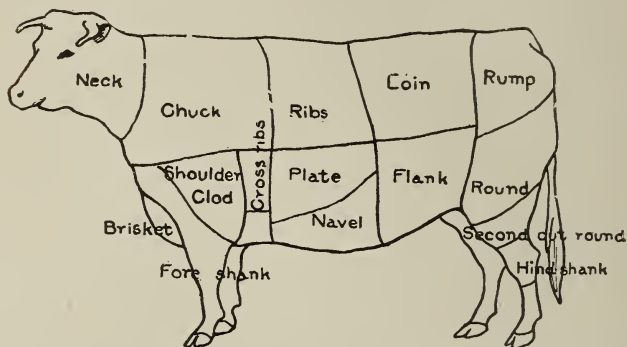 Neck
Chuck
Cross ribs
Ribs
Loin
Rump
Shoulder
Clod
Plate
Flank
Round
Brisket
Navel
Second cut round
Fore shank
Hind shank